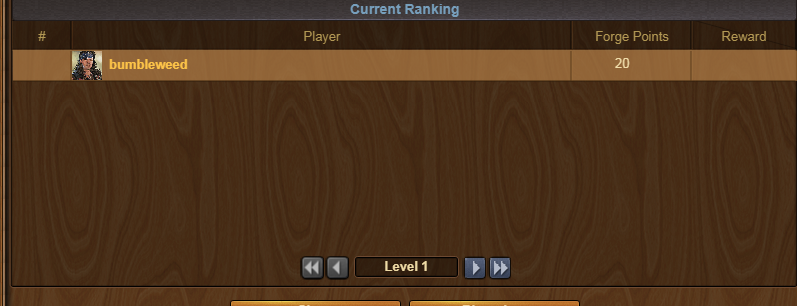 Current Ranking
# Player Forge Points Reward
bumbleweed 20
Level 1